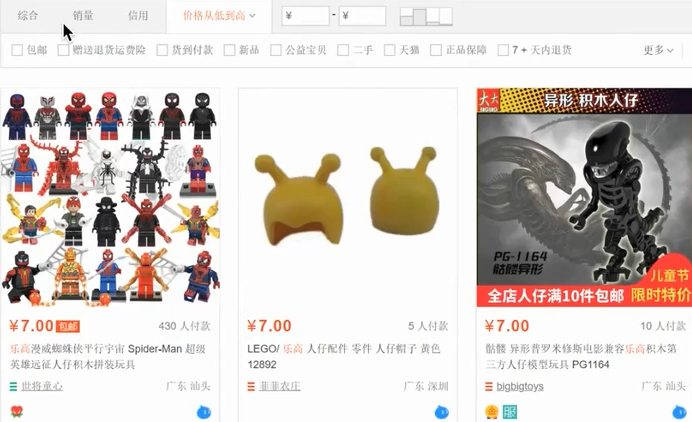 综合 销量 信用 价格从低到高 ¥ - ¥
包邮 赠送退货运费险 货到付款 新品 公益宝贝 二手 天猫 正品保障 7 + 天内退货 更多
大大
异形 积木人仔
PG-1164
骷髅异形
儿童节
全店人仔满10件包邮 限时特价
¥7.00 包邮 430 人付款
乐高漫威蜘蛛侠平行宇宙 Spider-Man 超级
英雄远征人仔积木拼装玩具
世将童心 广东 汕头
¥7.00 5 人付款
LEGO/ 乐高 人仔配件 零件 人仔帽子 黄色
12892
菲菲农庄 广东 深圳
¥7.00 10 人付款
骷髅 异形普罗米修斯电影兼容乐高积木第
三方人仔模型玩具 PG1164
bigbigtoys 广东 汕头
服